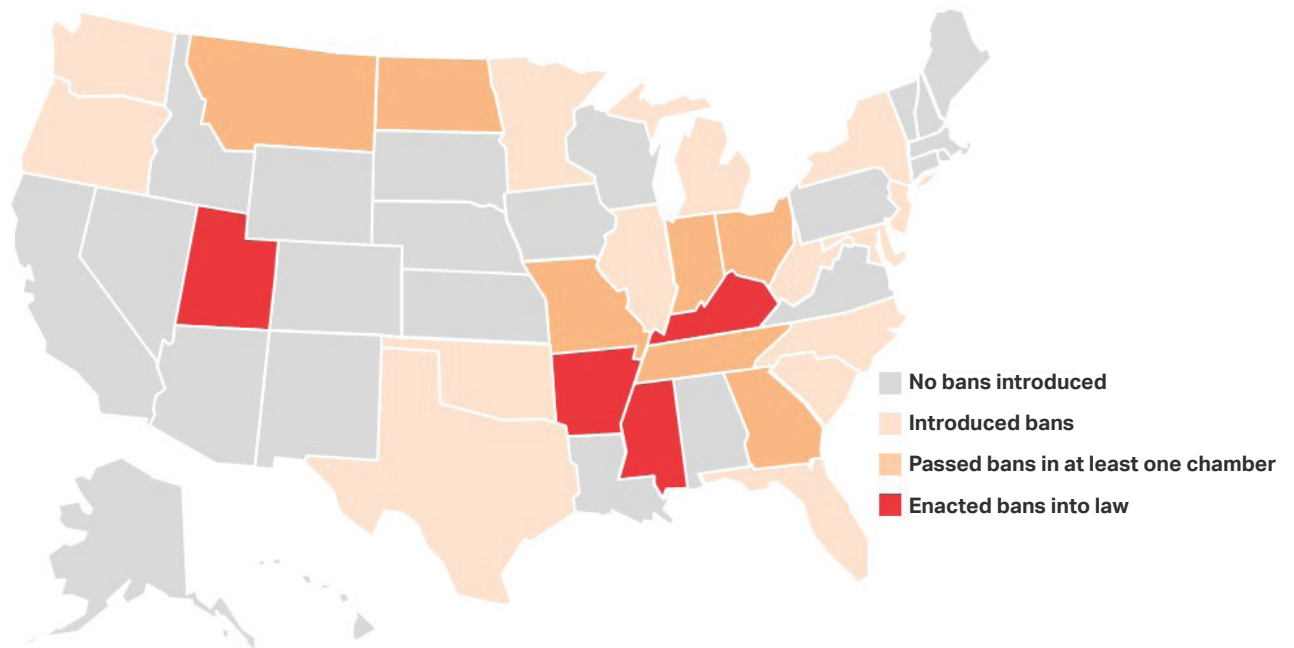 No bans introduced
Introduced bans
Passed bans in at least one chamber
Enacted bans into law